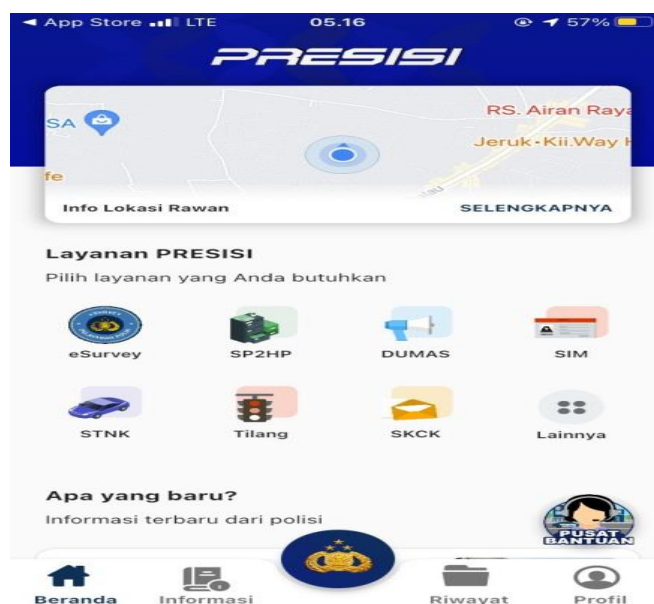 App Store LTE 05.16 57%
PRESISI
SA
RS. Airan Raya
Jeruk-Kii.Way H
fe
Info Lokasi Rawan SELENGKAPNYA
Layanan PRESISI
Pilih layanan yang Anda butuhkan
eSurvey SP2HP DUMAS SIM
STNK Tilang SKCK Lainnya
Apa yang baru?
Informasi terbaru dari polisi
PUSAT
BANTUAN
Beranda Informasi Riwayat Profil